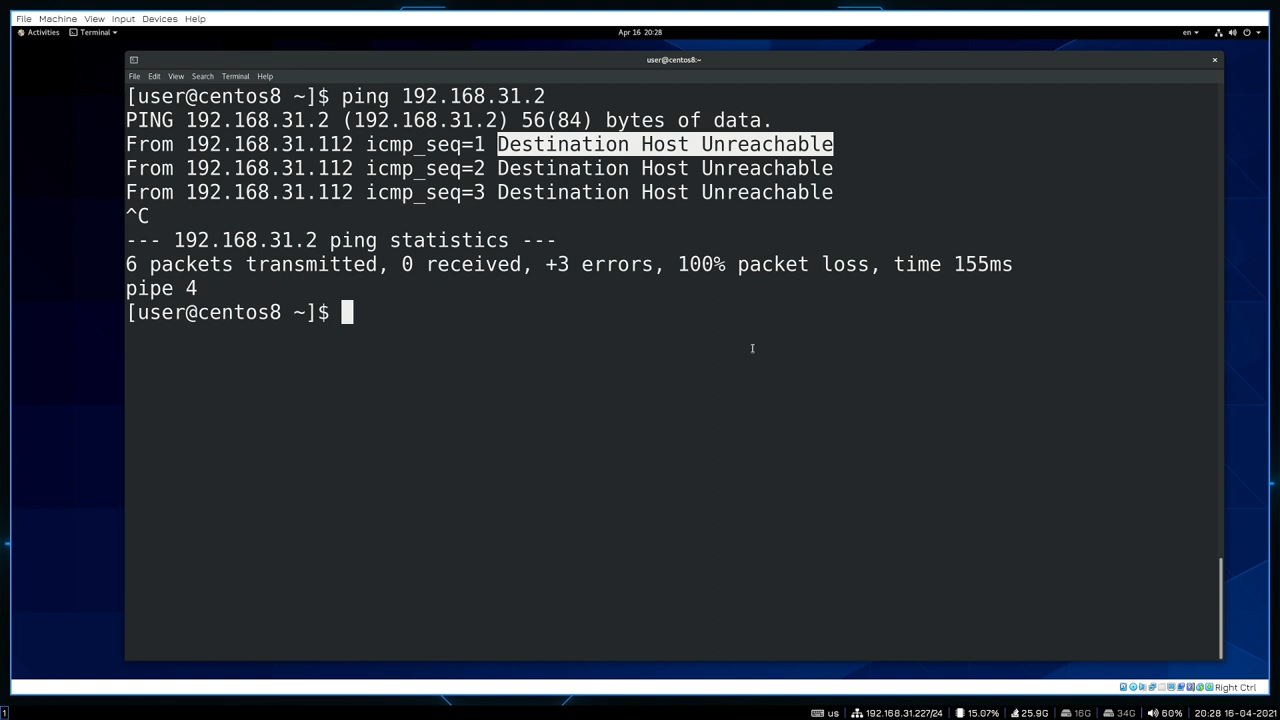 File Machine View Input Devices Help
Activities Terminal Apr 16 20:28 en
user@centos8:~
File Edit View Search Terminal Help
[user@centos8 ~]$ ping 192.168.31.2
PING 192.168.31.2 (192.168.31.2) 56(84) bytes of data.
From 192.168.31.112 icmp_seq=1 Destination Host Unreachable
From 192.168.31.112 icmp_seq=2 Destination Host Unreachable
From 192.168.31.112 icmp_seq=3 Destination Host Unreachable
^C
--- 192.168.31.2 ping statistics ---
6 packets transmitted, 0 received, +3 errors, 100% packet loss, time 155ms
pipe 4
[user@centos8 ~]$
Right Ctrl
1 us 192.168.31.227/24 15.07% 25.9G 16G 34G 60% 20:28 16-04-2021